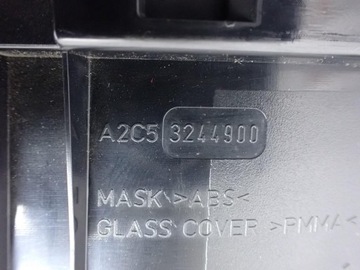 A2C5 3244900
MASK >ABS<
GLASS COVER >PMMA<